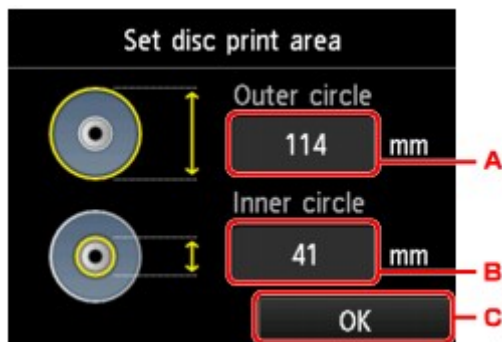 Set disc print area
Outer circle
114 mm A
Inner circle
41 mm B
OK C